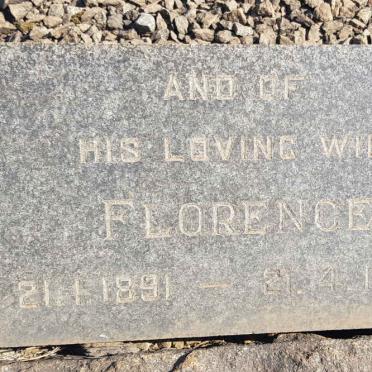 AND OF
HIS LOVING WI
FLORENCE
21.1.1891 — 21.4.1